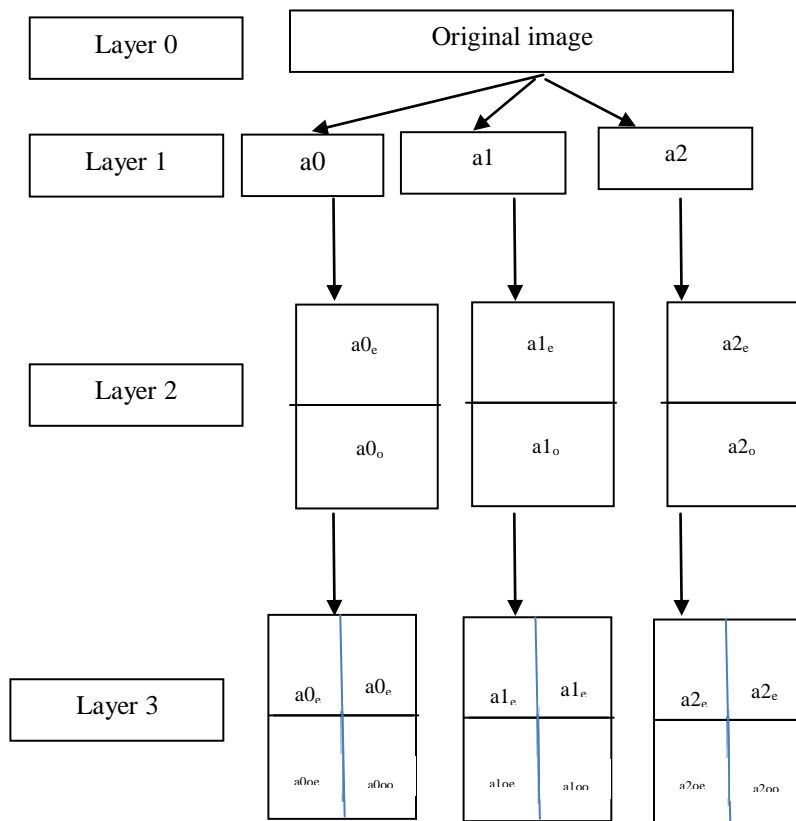 Layer 0
Original image
Layer 1
a0
a1
a2
Layer 2
a0e
a1e
a2e
a0o
a1o
a2o
Layer 3
a0e
a0e
a1e
a1e
a2e
a2e
a0oe
a0oo
a1oe
a1oo
a2oe
a2oo